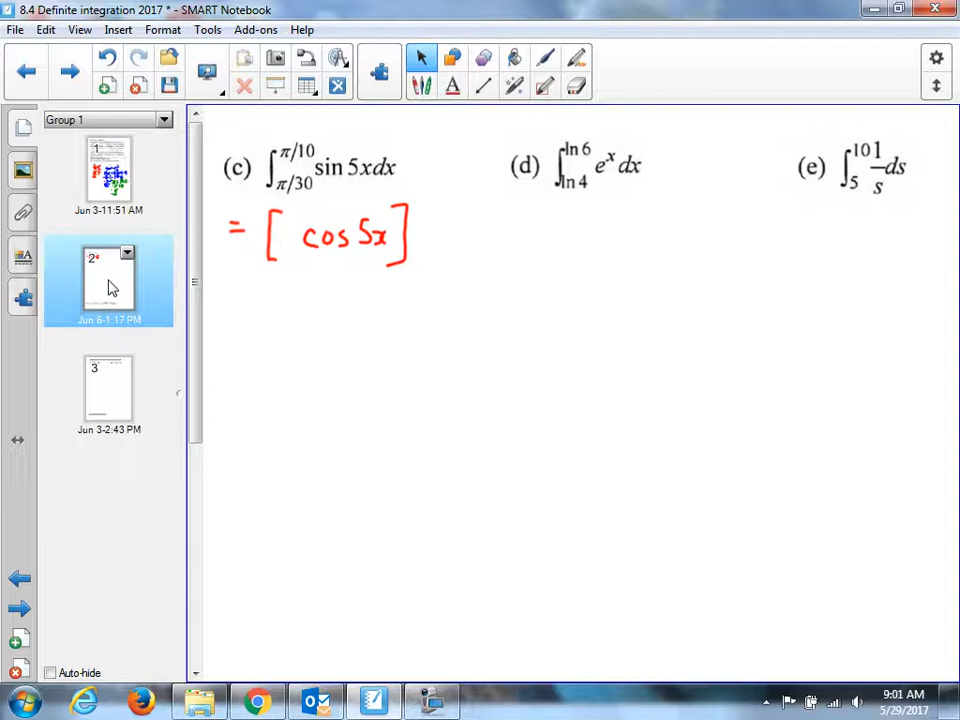 8.4 Definite integration 2017 * - SMART Notebook
File Edit View Insert Format Tools Add-ons Help
Group 1
1
Jun 3-11:51 AM
2
Jun 6-1:17 PM
3
Jun 3-2:43 PM
(c) ∫_{π/30}^{π/10} sin 5xdx
(d) ∫_{ln 4}^{ln 6} e^x dx
(e) ∫_5^{10} 1/s ds
= [ cos 5x ]
Auto-hide
9:01 AM
5/29/2017